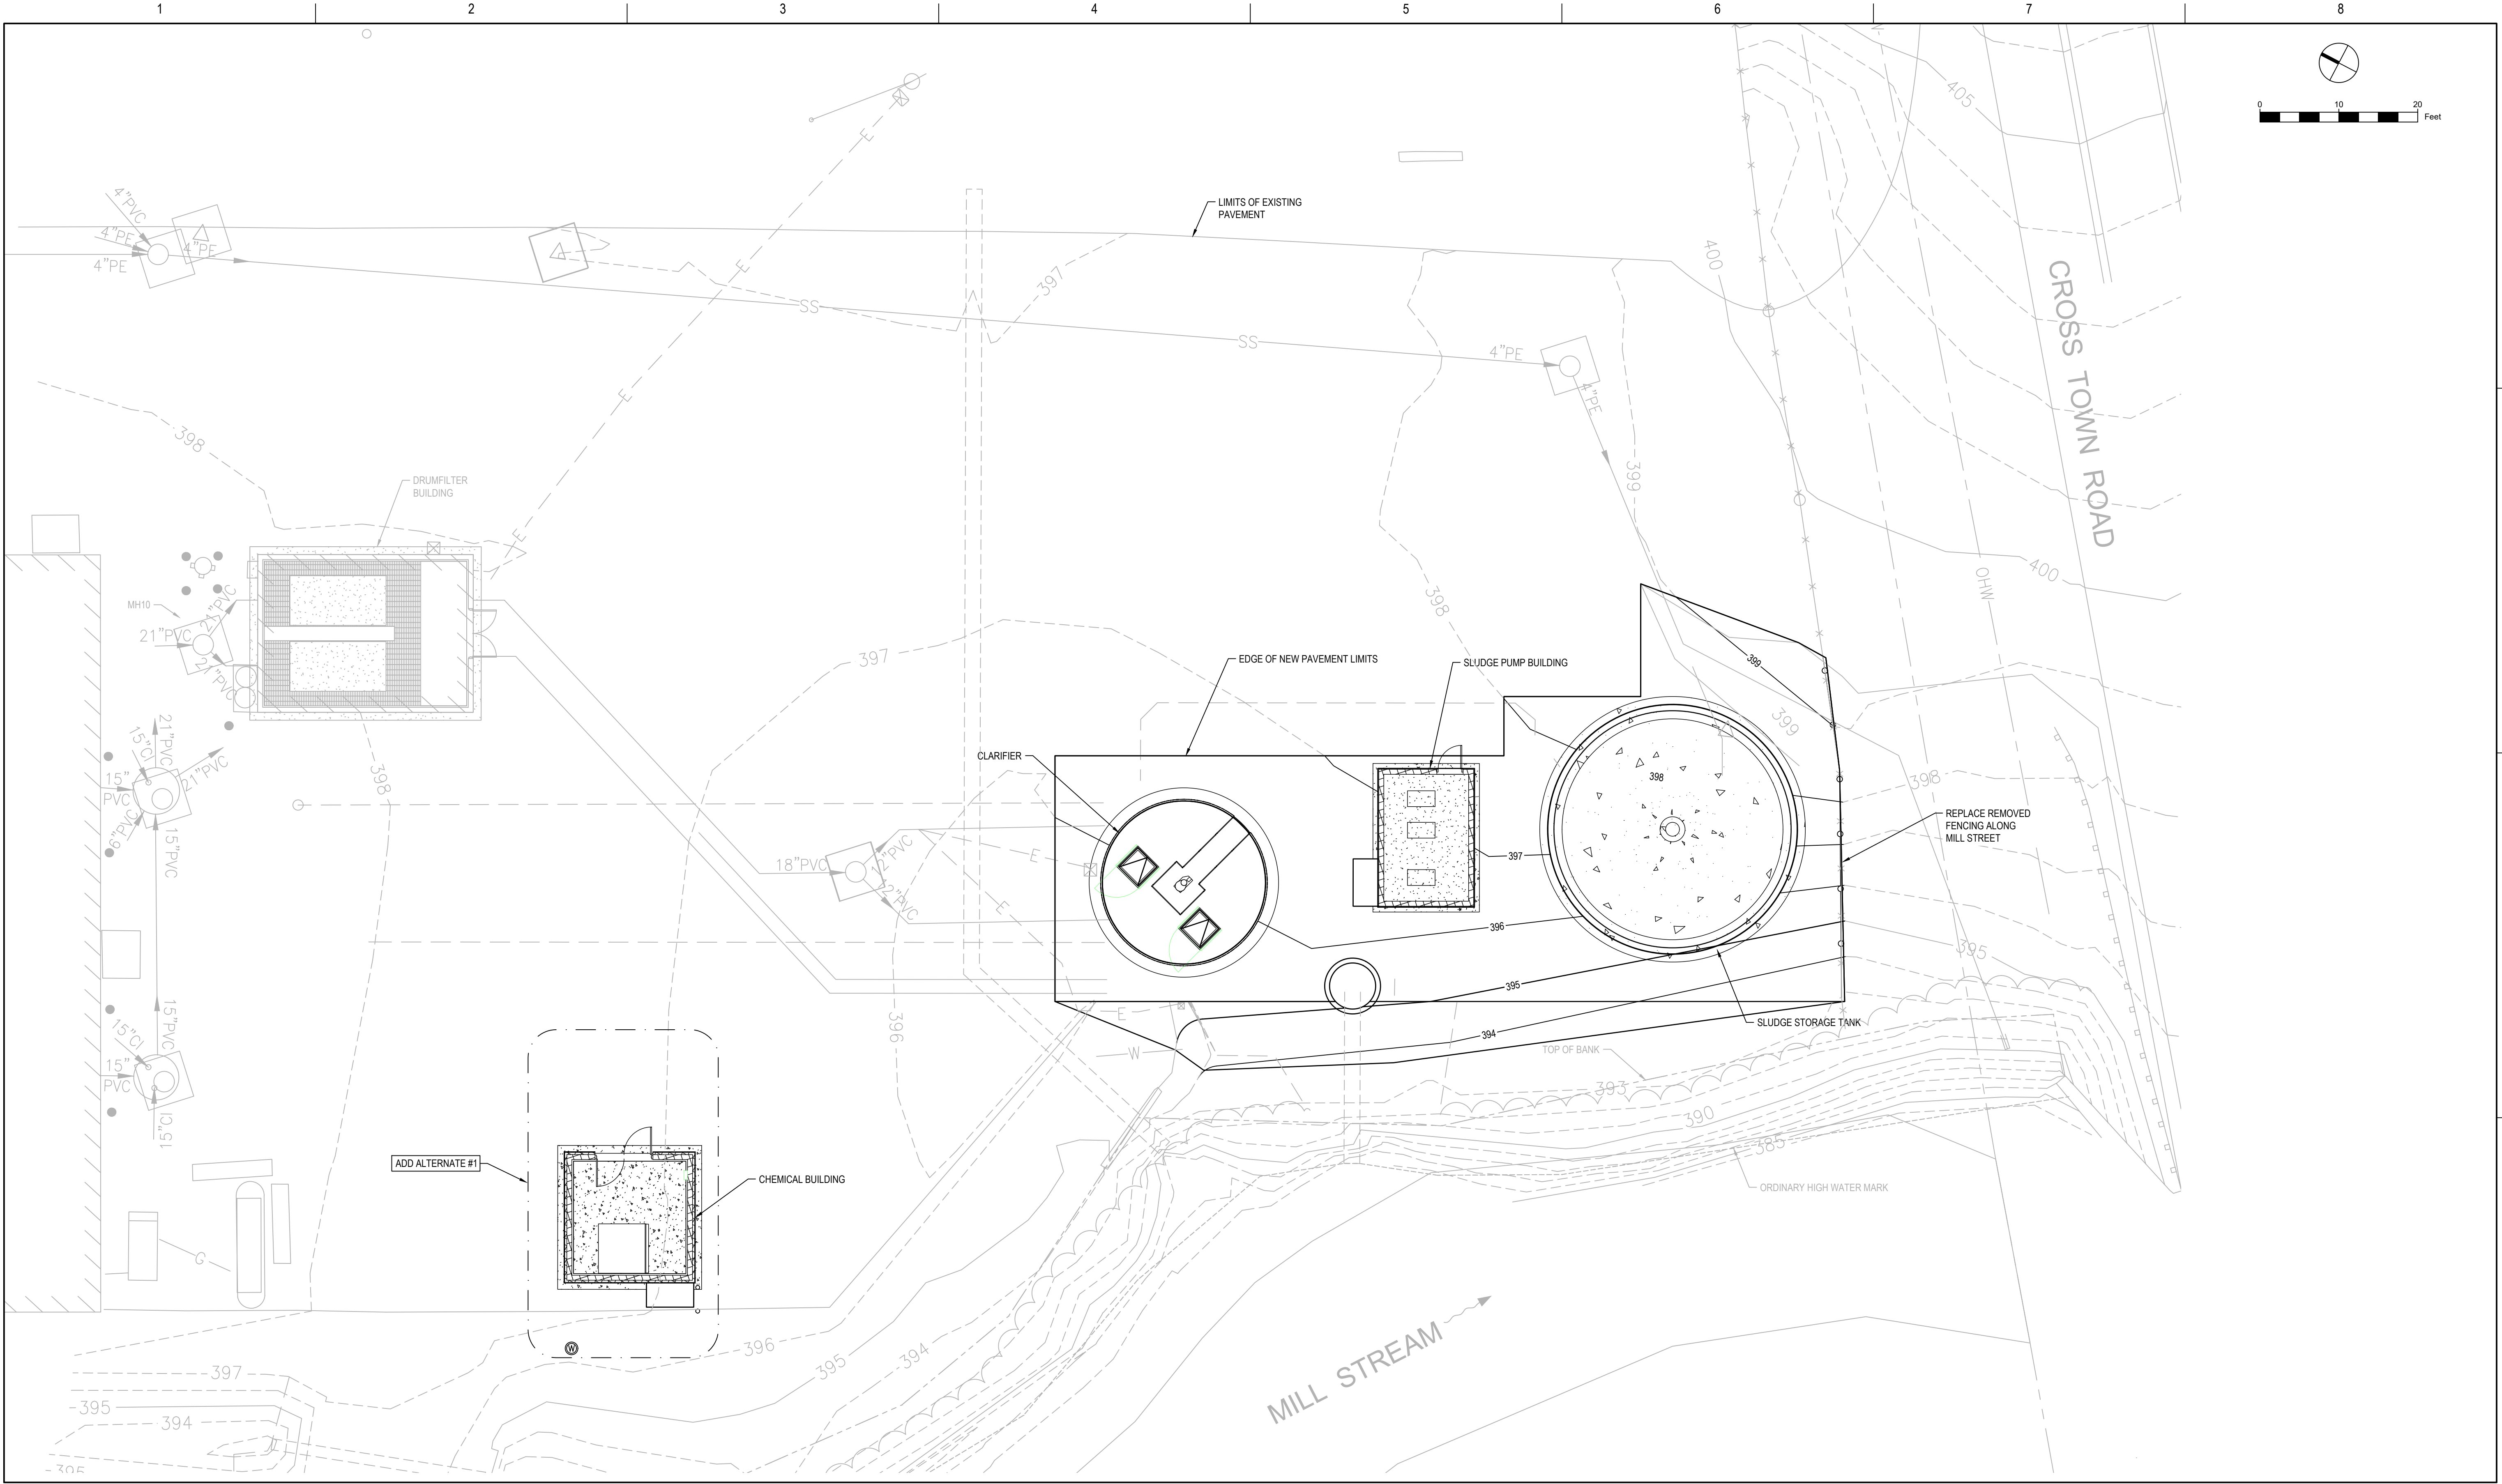 1 2 3 4 5 6 7 8
0 10 20
Feet
405
LIMITS OF EXISTING
PAVEMENT
4"PVC
4"PE
4"PE
4"PE
E
E
E
E
397
400
SS
SS
4"PE
4"PE
CROSS TOWN ROAD
398
399
DRUMFILTER
BUILDING
OHW
400
398
MH10
21"PVC
21"PVC
21"PVC
397
EDGE OF NEW PAVEMENT LIMITS
SLUDGE PUMP BUILDING
399
399
21"PVC
15"CI
21"PVC
15"
PVC
6"PVC
15"PVC
398
CLARIFIER
398
398
REPLACE REMOVED
FENCING ALONG
MILL STREET
18"PVC
12"PVC
12"PVC
E
E
397
396
395
395
394
396
15"PVC
15"CI
15"
PVC
15"CI
E
W
SLUDGE STORAGE TANK
TOP OF BANK
393
390
385
ORDINARY HIGH WATER MARK
ADD ALTERNATE #1
CHEMICAL BUILDING
G
W
396
395
394
MILL STREAM
397
395
394